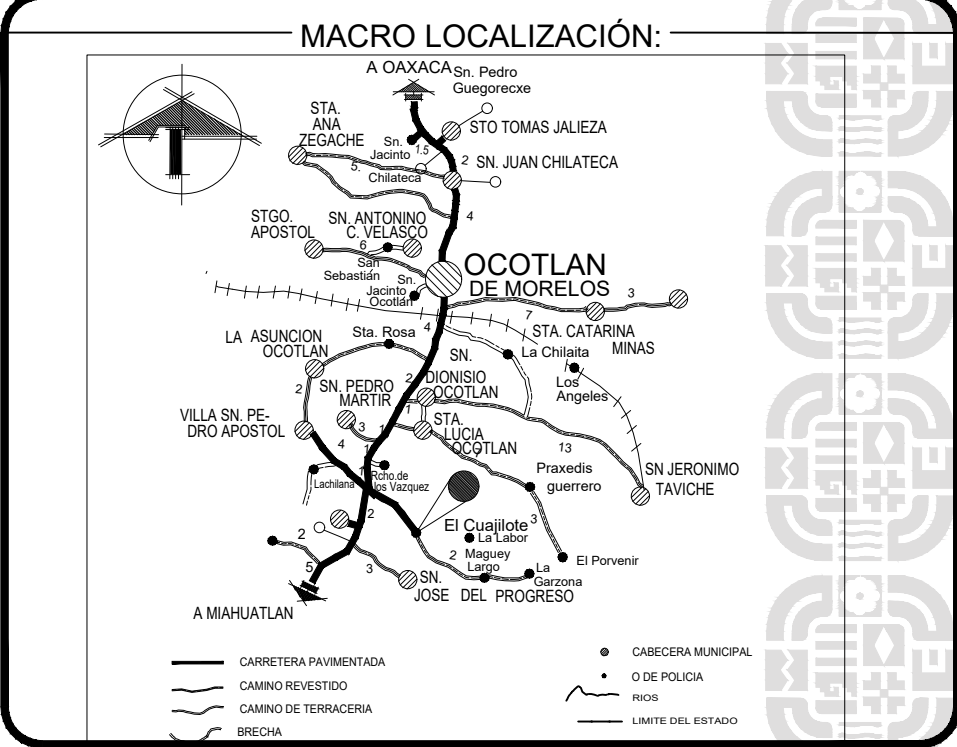 MACRO LOCALIZACIÓN:
A OAXACA
Sn. Pedro
Guegorecxe
STA.
ANA
ZEGACHE
STO TOMAS JALIEZA
Sn.
Jacinto
Chilateca
1.5
2
SN. JUAN CHILATECA
5.
4
STGO.
APOSTOL
SN. ANTONINO
C. VELASCO
6
San
Sebastián
Sn.
Jacinto
Ocotlán
OCOTLAN
DE MORELOS
3
7
4
STA. CATARINA
MINAS
LA ASUNCION
OCOTLAN
Sta. Rosa
SN.
DIONISIO
OCOTLAN
La Chilaita
Los
Angeles
2
2
SN. PEDRO
MARTIR
1
STA.
LUCIA
OCOTLAN
VILLA SN. PE-
DRO APOSTOL
3
1
4
1
13
SN JERONIMO
TAVICHE
Praxedis
guerrero
Lachilana
1
Rcho.de
los Vazquez
2
El Cuajilote
3
La Labor
2
Maguey
Largo
La
Garzona
El Porvenir
2
5
3
SN.
JOSE DEL PROGRESO
A MIAHUATLAN
CARRETERA PAVIMENTADA
CAMINO REVESTIDO
CAMINO DE TERRACERIA
BRECHA
CABECERA MUNICIPAL
O DE POLICIA
RIOS
LIMITE DEL ESTADO